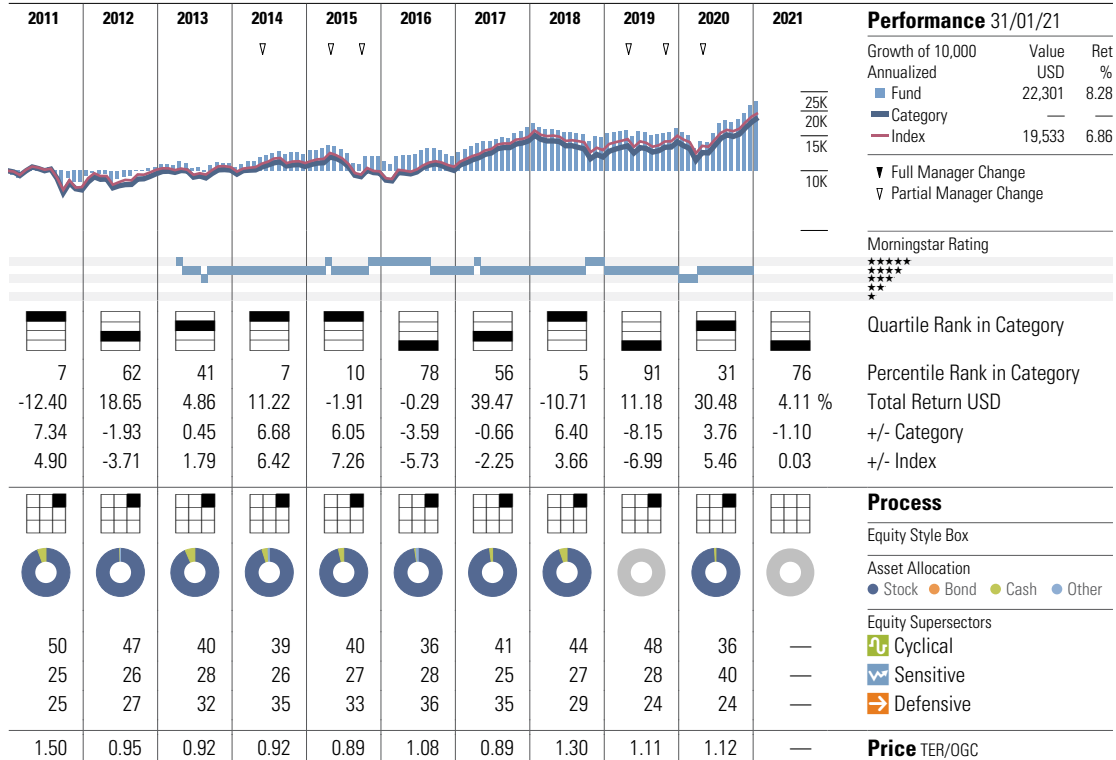 2011 2012 2013 2014 2015 2016 2017 2018 2019 2020 2021
Performance 31/01/21
Growth of 10,000 Value Ret
Annualized USD %
Fund 22,301 8.28
Category — —
Index 19,533 6.86
25K
20K
15K
10K
▼ Full Manager Change
▽ Partial Manager Change
Morningstar Rating
★★★★★
★★★★
★★★
★★
★
Quartile Rank in Category
7 62 41 7 10 78 56 5 91 31 76 Percentile Rank in Category
-12.40 18.65 4.86 11.22 -1.91 -0.29 39.47 -10.71 11.18 30.48 4.11 % Total Return USD
7.34 -1.93 0.45 6.68 6.05 -3.59 -0.66 6.40 -8.15 3.76 -1.10 +/- Category
4.90 -3.71 1.79 6.42 7.26 -5.73 -2.25 3.66 -6.99 5.46 0.03 +/- Index
Process
Equity Style Box
Asset Allocation
Stock Bond Cash Other
Equity Supersectors
50 47 40 39 40 36 41 44 48 36 — Cyclical
25 26 28 26 27 28 25 27 28 40 — Sensitive
25 27 32 35 33 36 35 29 24 24 — Defensive
1.50 0.95 0.92 0.92 0.89 1.08 0.89 1.30 1.11 1.12 — Price TER/OGC